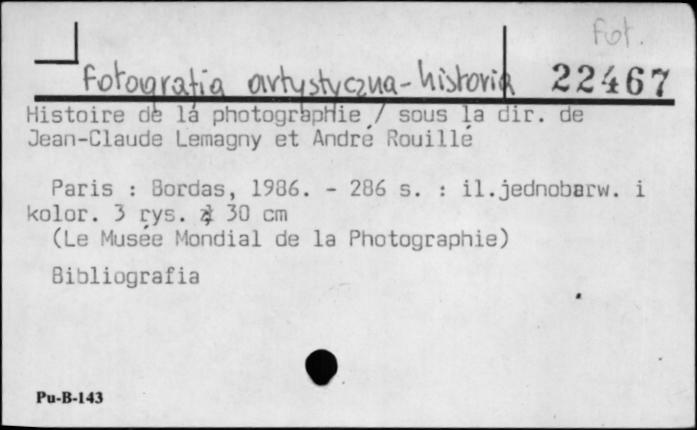 Fot.
Fotografia artystyczna-historia 22467
Histoire de la photographie / sous la dir. de
Jean-Claude Lemagny et André Rouillé
Paris : Bordas, 1986. - 286 s. : il.jednobarw. i
kolor. 3 rys. ; 30 cm
(Le Musée Mondial de la Photographie)
Bibliografia
Pu-B-143